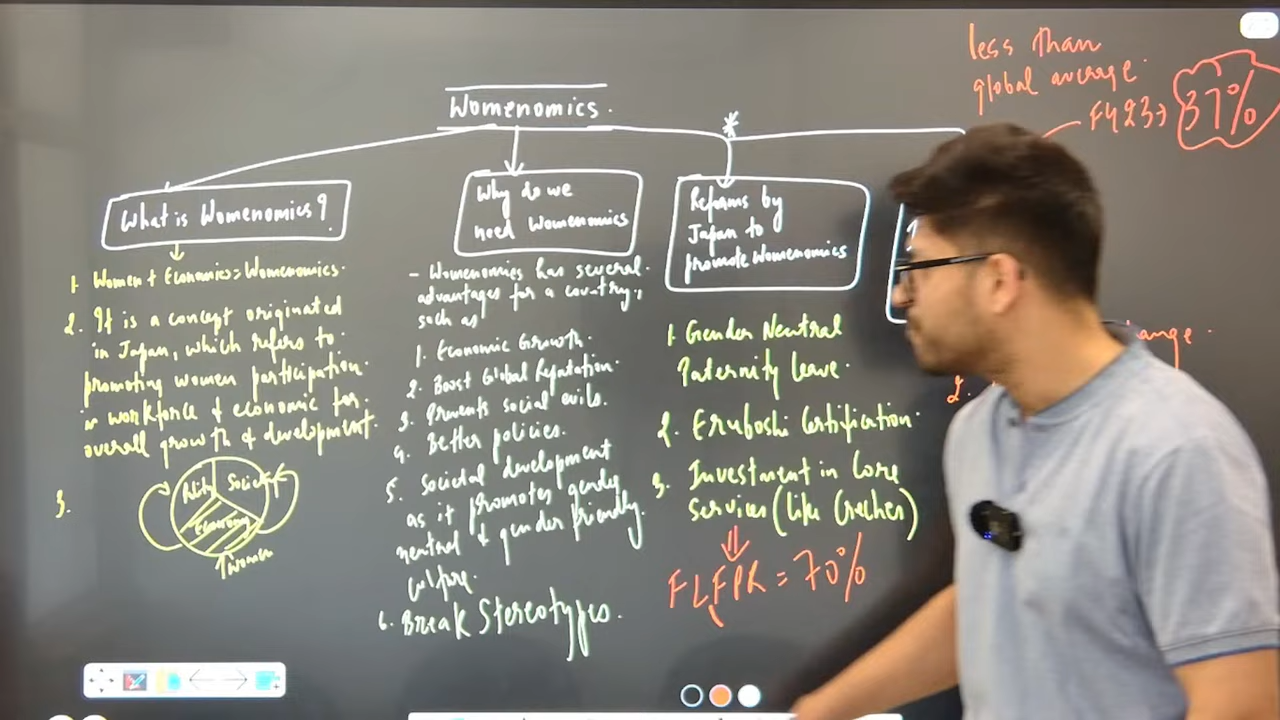 less than
global average.
FY23 → 37%
Womenomics.
*
What is Womenomics?
1. Women + Economics = Womenomics.
2. It is a concept originated
in Japan, which refers to
promoting women participation
in workforce & economic for
overall growth & development.
3.
Polity Society
Economy
↑women
Why do we
need Womenomics
- Womenomics has several
advantages for a country,
such as
1. Economic Growth.
2. Boost Global Reputation.
3. Prevents social evils.
4. Better policies.
5. Societal development
as it promotes gender
neutral & gender friendly
culture.
6. Break Stereotypes.
Reforms by
Japan to
promote Womenomics
1. Gender Neutral
Paternity leave.
2. Eruboshi Certification.
3. Investment in Core
Services (like Creches)
FLFPR = 70%
2.